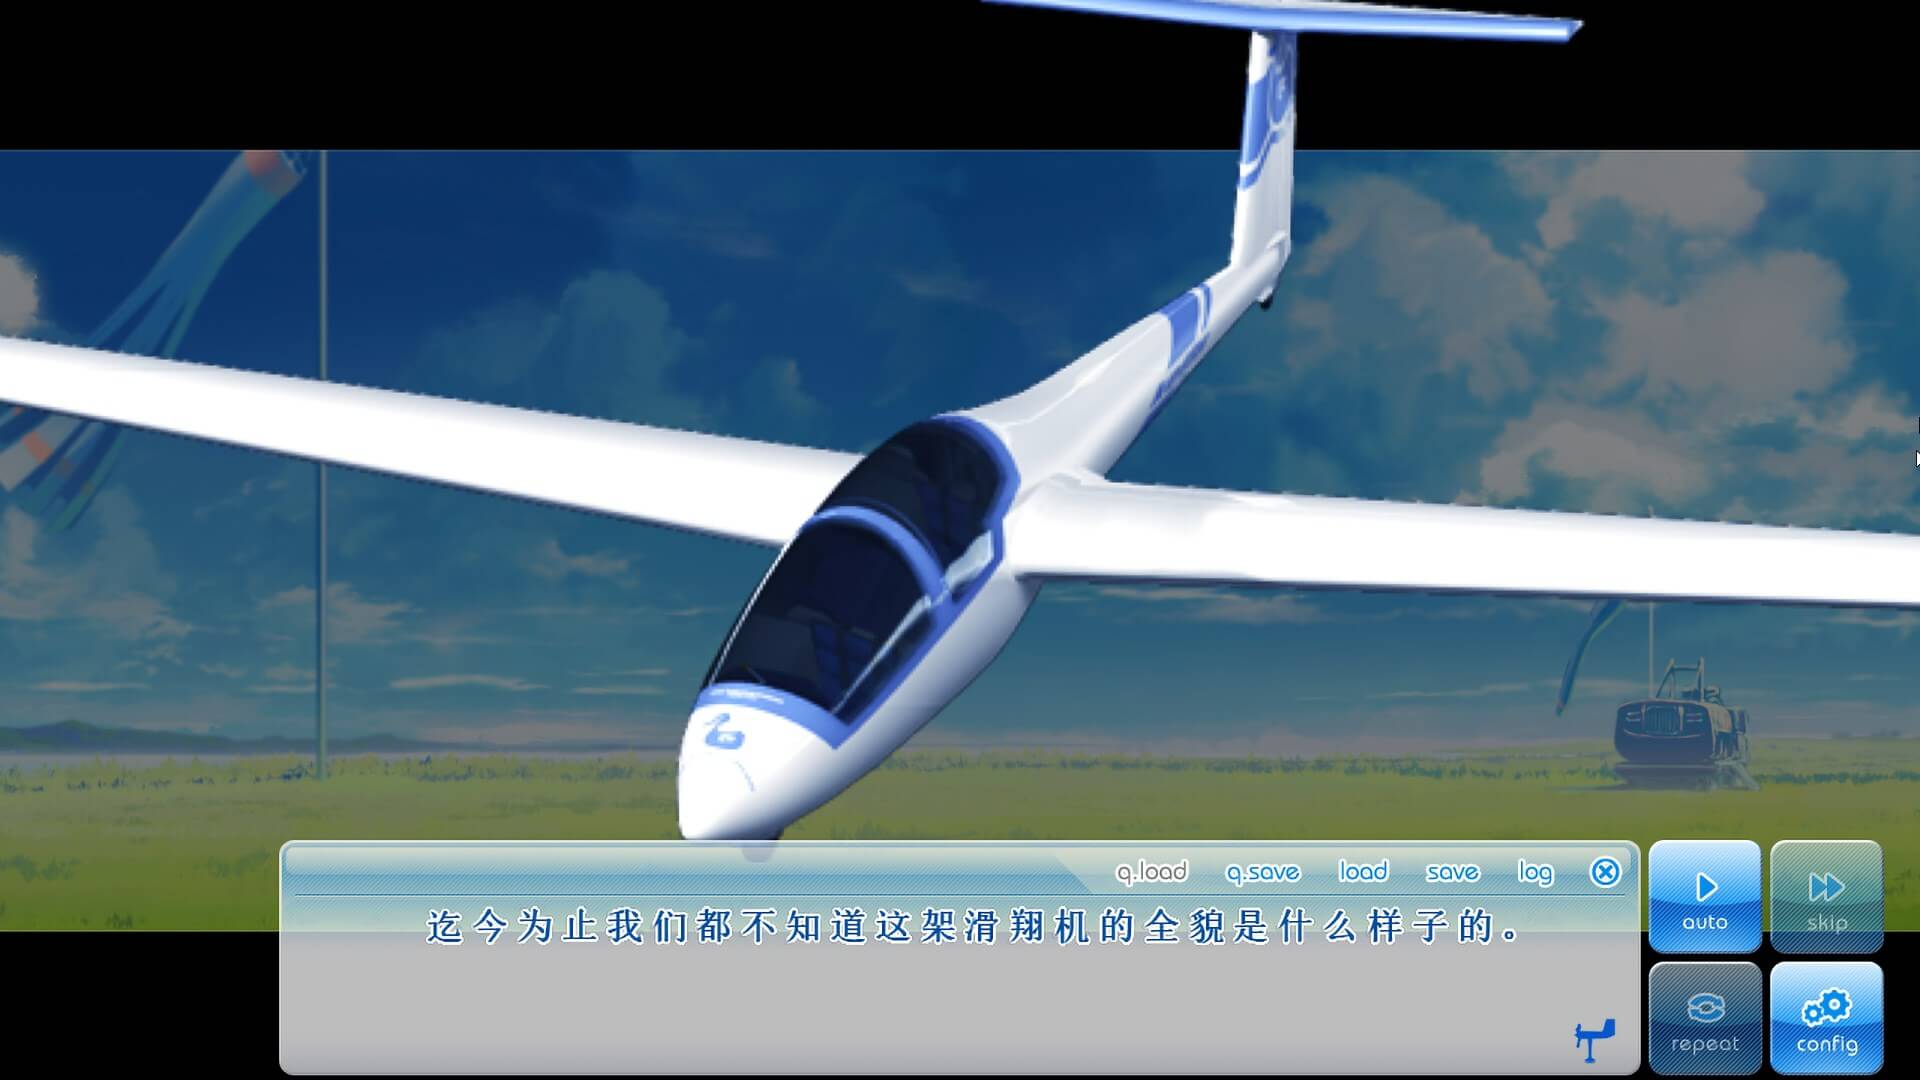 q.load q.save load save log
迄今为止我们都不知道这架滑翔机的全貌是什么样子的。
auto
skip
repeat
config